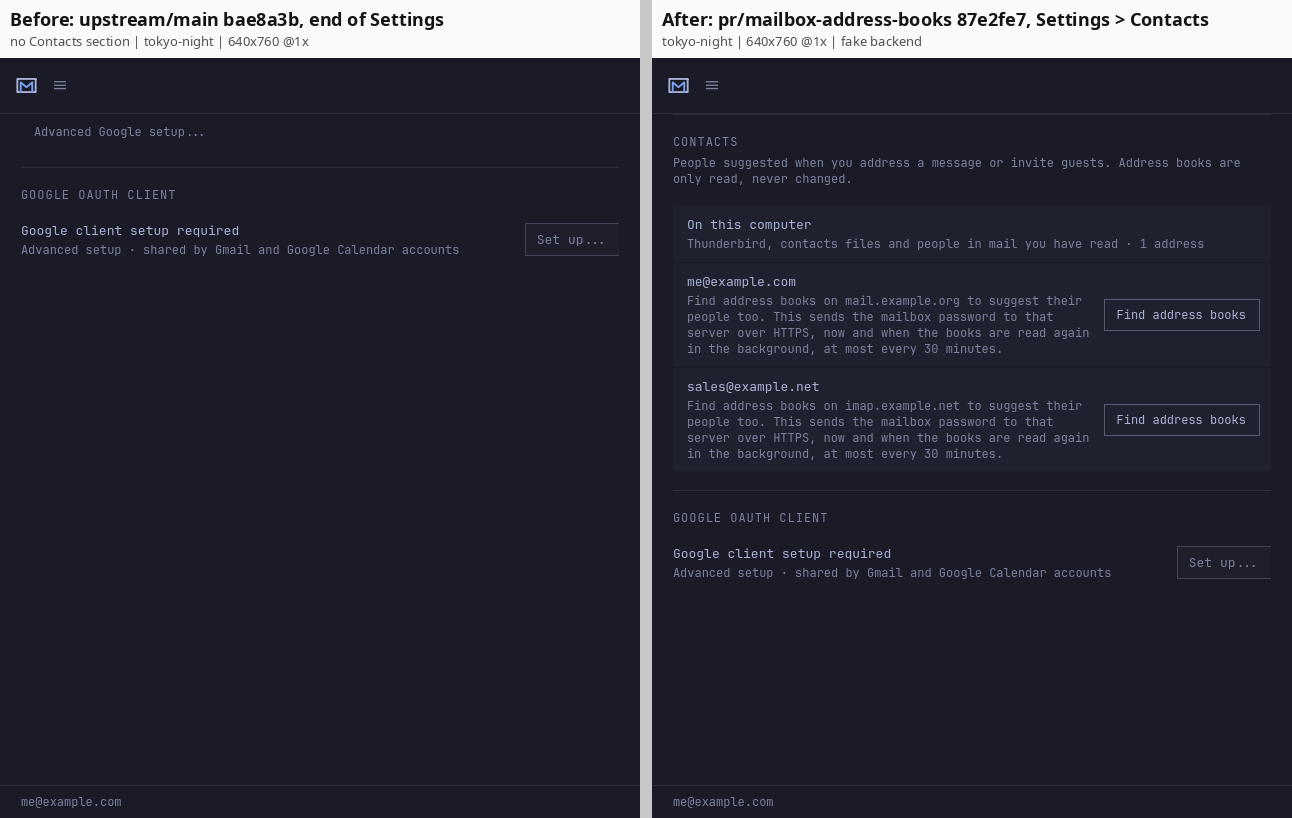 Before: upstream/main bae8a3b, end of Settings
no Contacts section | tokyo-night | 640x760 @1x
Advanced Google setup...
GOOGLE OAUTH CLIENT
Google client setup required
Advanced setup · shared by Gmail and Google Calendar accounts
Set up...
me@example.com
After: pr/mailbox-address-books 87e2fe7, Settings > Contacts
tokyo-night | 640x760 @1x | fake backend
CONTACTS
People suggested when you address a message or invite guests. Address books are
only read, never changed.
On this computer
Thunderbird, contacts files and people in mail you have read · 1 address
me@example.com
Find address books on mail.example.org to suggest their
people too. This sends the mailbox password to that
server over HTTPS, now and when the books are read again
in the background, at most every 30 minutes.
Find address books
sales@example.net
Find address books on imap.example.net to suggest their
people too. This sends the mailbox password to that
server over HTTPS, now and when the books are read again
in the background, at most every 30 minutes.
Find address books
GOOGLE OAUTH CLIENT
Google client setup required
Advanced setup · shared by Gmail and Google Calendar accounts
Set up...
me@example.com